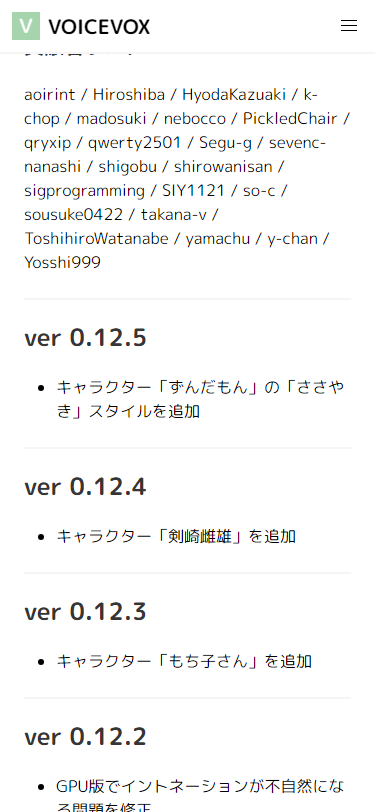 V VOICEVOX
aoirint / Hiroshiba / HyodaKazuaki / k-
chop / madosuki / nebocco / PickledChair /
qryxip / qwerty2501 / Segu-g / sevenc-
nanashi / shigobu / shirowanisan /
sigprogramming / SIY1121 / so-c /
sousuke0422 / takana-v /
ToshihiroWatanabe / yamachu / y-chan /
Yosshi999
ver 0.12.5
キャラクター「ずんだもん」の「ささや
き」スタイルを追加
ver 0.12.4
キャラクター「剣崎雌雄」を追加
ver 0.12.3
キャラクター「もち子さん」を追加
ver 0.12.2
GPU版でイントネーションが不自然にな
る問題を修正